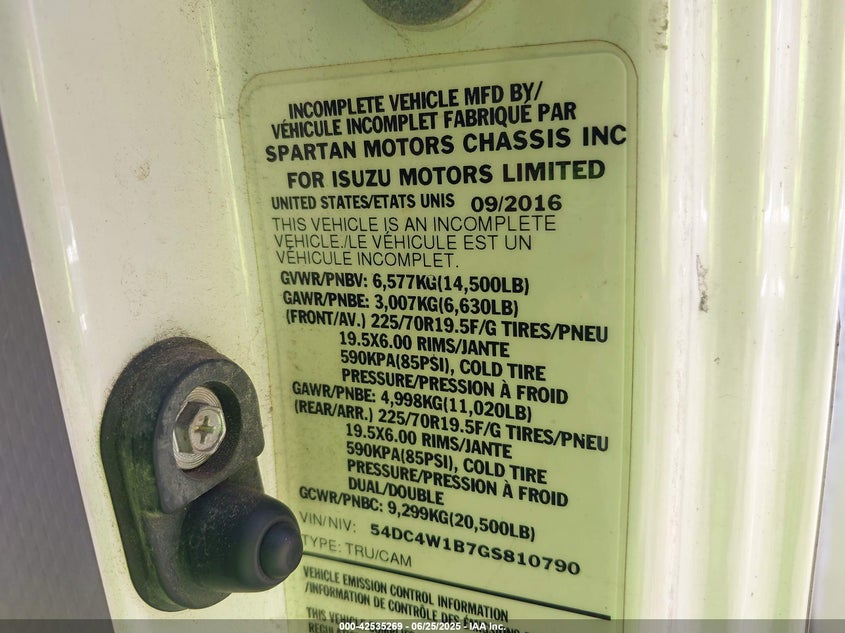 INCOMPLETE VEHICLE MFD BY/
VÉHICULE INCOMPLET FABRIQUÉ PAR
SPARTAN MOTORS CHASSIS INC
FOR ISUZU MOTORS LIMITED
UNITED STATES/ETATS UNIS 09/2016
THIS VEHICLE IS AN INCOMPLETE
VEHICLE./LE VÉHICULE EST UN
VÉHICULE INCOMPLET.
GVWR/PNBV: 6,577KG(14,500LB)
GAWR/PNBE: 3,007KG(6,630LB)
(FRONT/AV.) 225/70R19.5F/G TIRES/PNEU
19.5X6.00 RIMS/JANTE
590KPA(85PSI), COLD TIRE
PRESSURE/PRESSION À FROID
GAWR/PNBE: 4,998KG(11,020LB)
(REAR/ARR.) 225/70R19.5F/G TIRES/PNEU
19.5X6.00 RIMS/JANTE
590KPA(85PSI), COLD TIRE
PRESSURE/PRESSION À FROID
DUAL/DOUBLE
GCWR/PNBC: 9,299KG(20,500LB)
VIN/NIV: 54DC4W1B7GS810790
TYPE: TRU/CAM
VEHICLE EMISSION CONTROL INFORMATION
/INFORMATION DE CONTRÔLE DES ÉMISSIONS
THIS
000-42535269 - 06/25/2025 - IAA Inc.